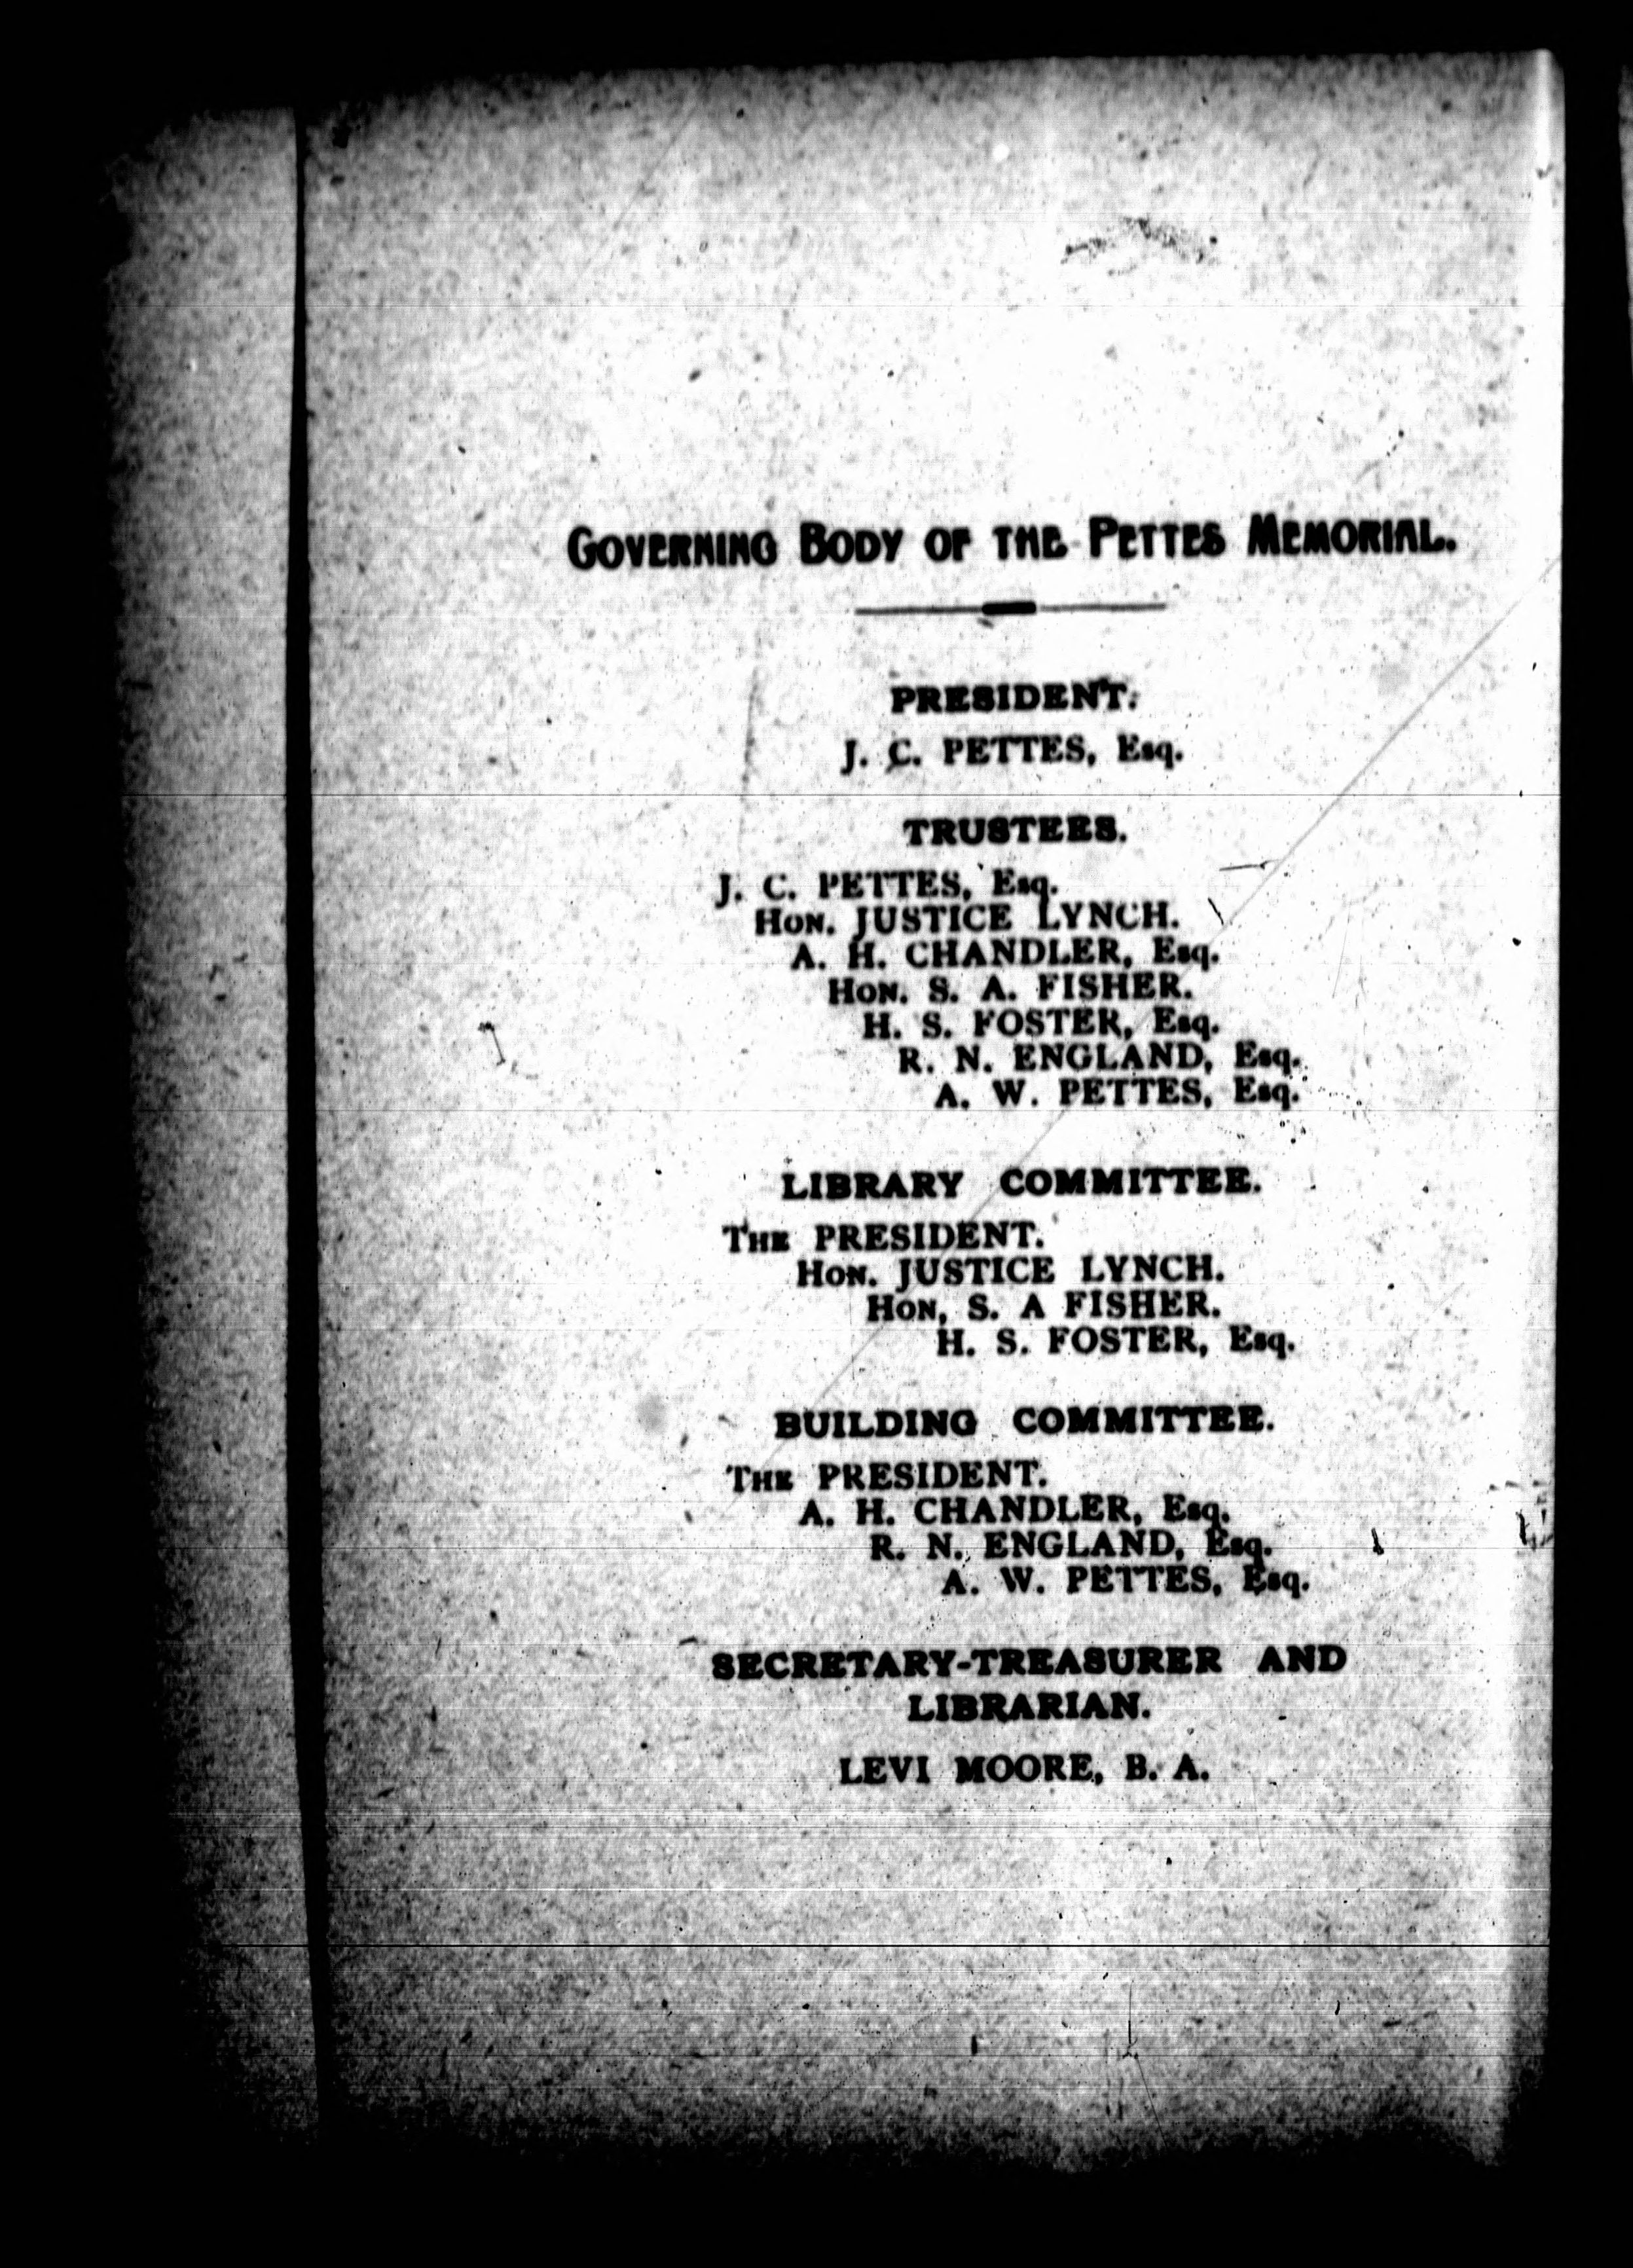 GOVERNING BODY OF THE PETTES MEMORIAL.
PRESIDENT.
J. C. PETTES, Esq.
TRUSTEES.
J. C. PETTES, Esq.
HON. JUSTICE LYNCH.
A. H. CHANDLER, Esq.
HON. S. A. FISHER.
H. S. FOSTER, Esq.
R. N. ENGLAND, Esq.
A. W. PETTES, Esq.
LIBRARY COMMITTEE.
THE PRESIDENT.
HON. JUSTICE LYNCH.
HON, S. A FISHER.
H. S. FOSTER, Esq.
BUILDING COMMITTEE.
THE PRESIDENT.
A. H. CHANDLER, Esq.
R. N. ENGLAND, Esq.
A. W. PETTES, Esq.
SECRETARY-TREASURER AND
LIBRARIAN.
LEVI MOORE, B. A.